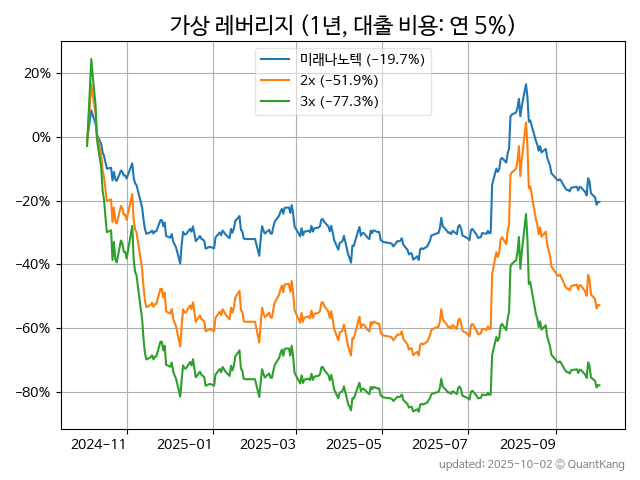 가상 레버리지 (1년, 대출 비용: 연 5%)
미래나노텍 (−19.7%)
2x (−51.9%)
3x (−77.3%)
20%
0%
−20%
−40%
−60%
−80%
2024-11
2025-01
2025-03
2025-05
2025-07
2025-09
updated: 2025-10-02 © QuantKang